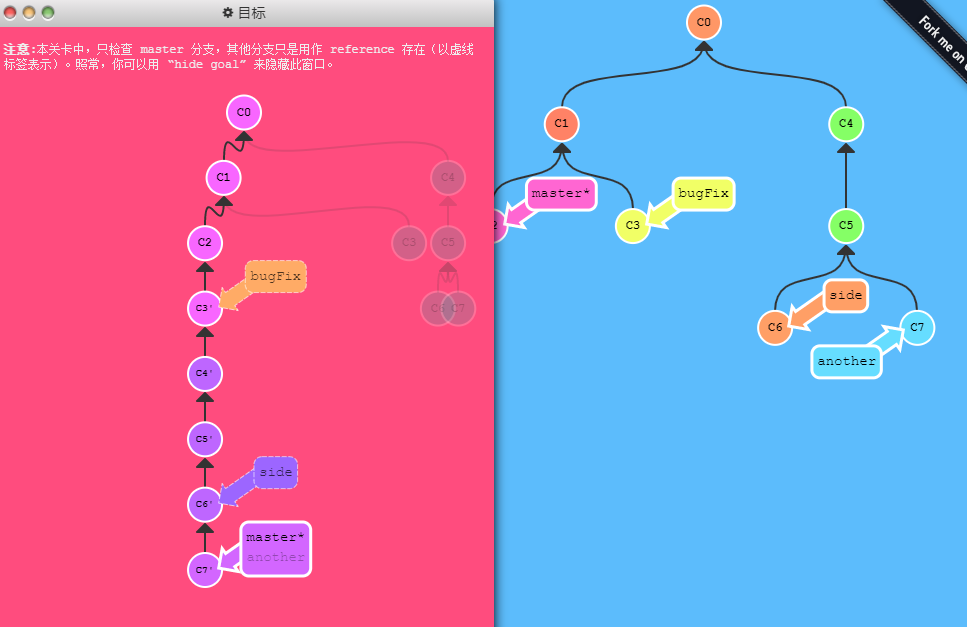 目标
注意:本关卡中，只检查 master 分支，其他分支只是用作 reference 存在（以虚线
标签表示）。照常，你可以用 “hide goal” 来隐藏此窗口。
C0
C1
C4
C2
C3
C5
bugFix
C3'
C6
C7
C4'
C5'
side
C6'
master*
another
C7'
C0
Fork me on
C1
C4
master*
bugFix
2
C3
C5
side
C6
C7
another